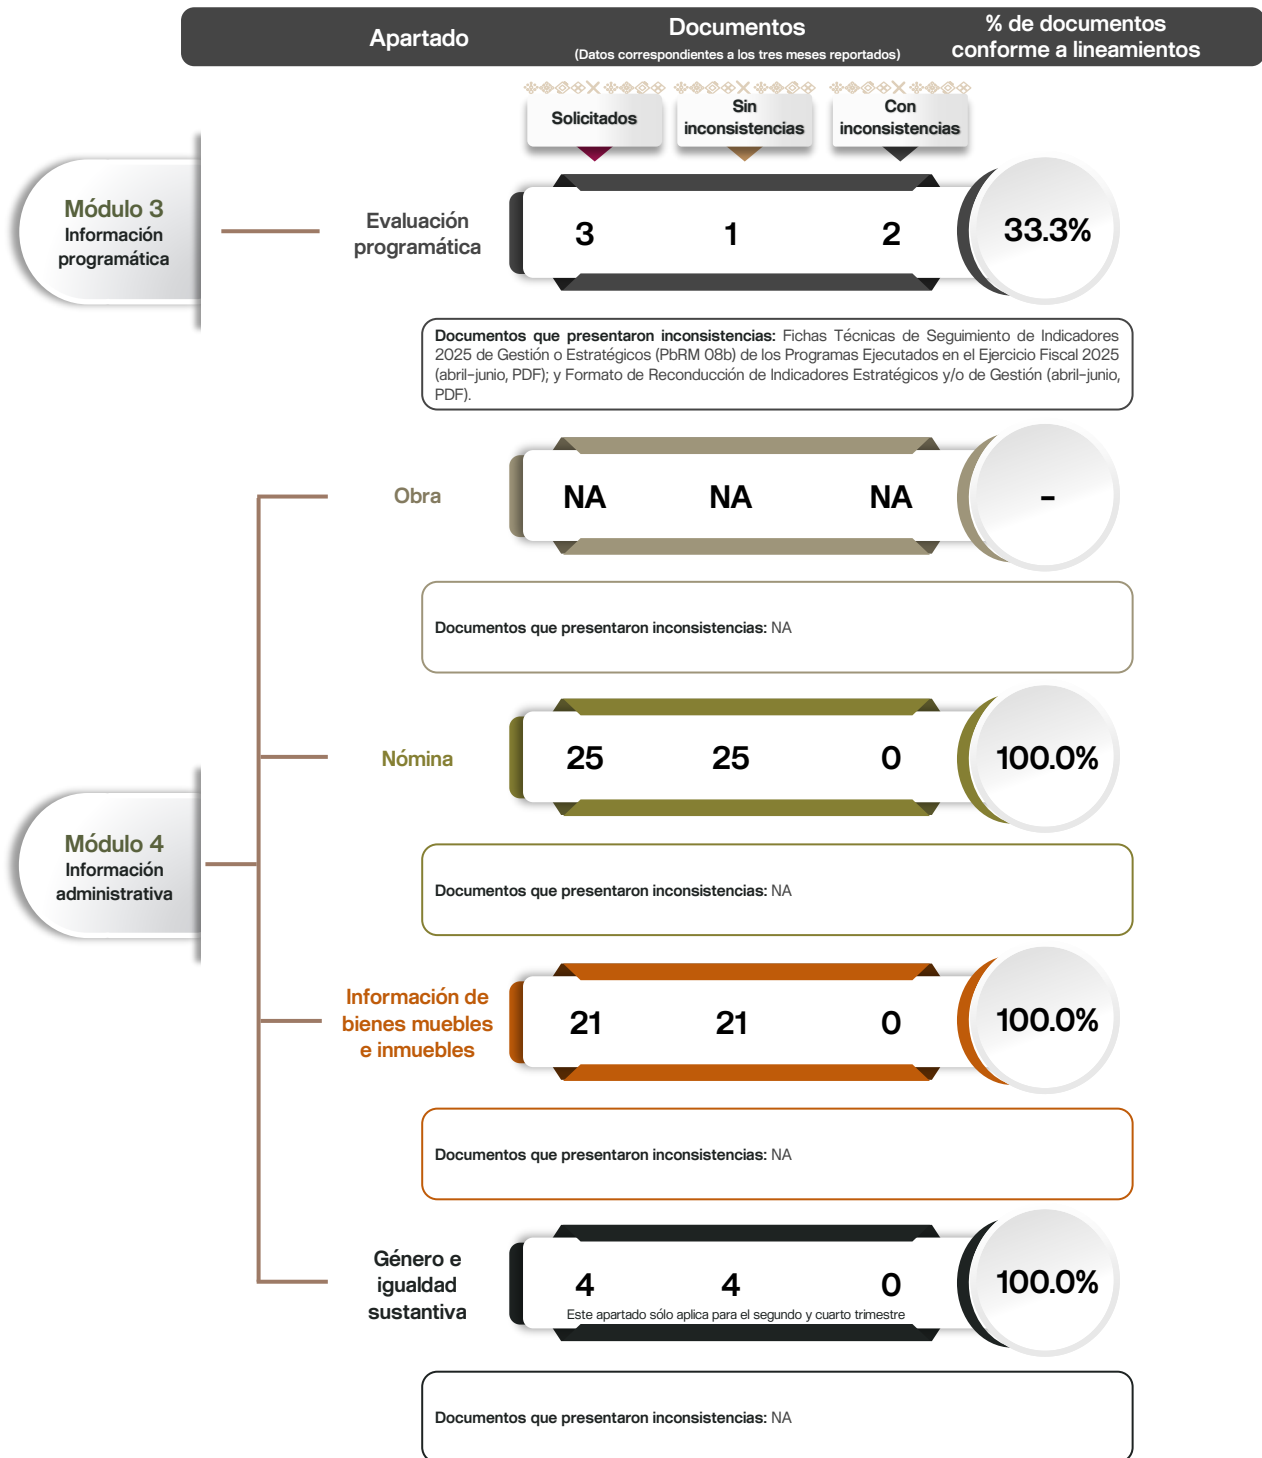 Apartado
Documentos
(Datos correspondientes a los tres meses reportados)
% de documentos
conforme a lineamientos
Solicitados
Sin
inconsistencias
Con
inconsistencias
Módulo 3
Información
programática
Evaluación
programática
3 1 2 33.3%
Documentos que presentaron inconsistencias: Fichas Técnicas de Seguimiento de Indicadores
2025 de Gestión o Estratégicos (PbRM 08b) de los Programas Ejecutados en el Ejercicio Fiscal 2025
(abril-junio, PDF); y Formato de Reconducción de Indicadores Estratégicos y/o de Gestión (abril-junio,
PDF).
Módulo 4
Información
administrativa
Obra
NA NA NA -
Documentos que presentaron inconsistencias: NA
Nómina
25 25 0 100.0%
Documentos que presentaron inconsistencias: NA
Información de
bienes muebles
e inmuebles
21 21 0 100.0%
Documentos que presentaron inconsistencias: NA
Género e
igualdad
sustantiva
4 4 0 100.0%
Este apartado sólo aplica para el segundo y cuarto trimestre
Documentos que presentaron inconsistencias: NA